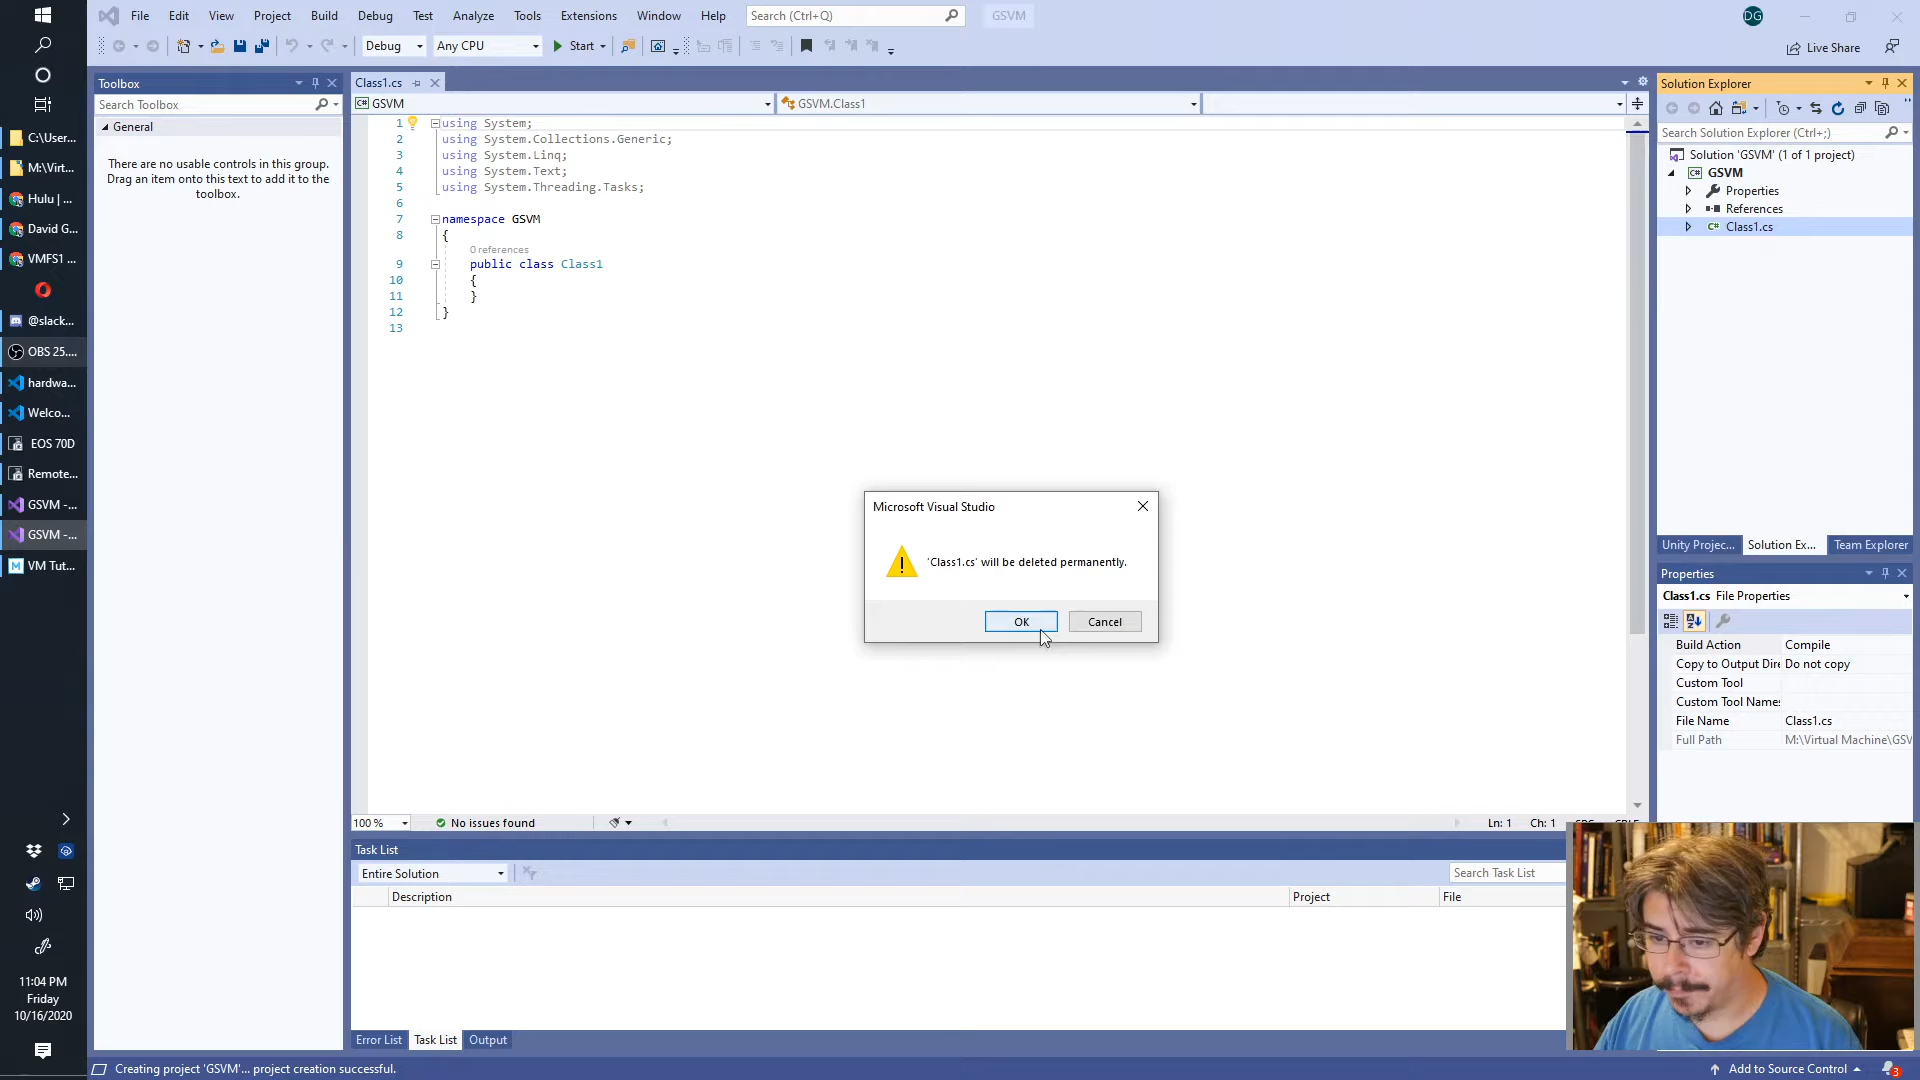 File Edit View Project Build Debug Test Analyze Tools Extensions Window Help Search (Ctrl+Q) GSVM DG
Debug Any CPU Start Live Share
Toolbox
Search Toolbox
General
There are no usable controls in this group.
Drag an item onto this text to add it to the
toolbox.
C:\User...
M:\Virt...
Hulu | ...
David G...
VMFS1 ...
@slack...
OBS 25....
hardwa...
Welco...
EOS 70D
Remote...
GSVM -...
GSVM -...
VM Tut...
11:04 PM
Friday
10/16/2020
Class1.cs
GSVM GSVM.Class1
1 using System;
2 using System.Collections.Generic;
3 using System.Linq;
4 using System.Text;
5 using System.Threading.Tasks;
6
7 namespace GSVM
8 {
0 references
9 public class Class1
10 {
11 }
12 }
13
Microsoft Visual Studio
'Class1.cs' will be deleted permanently.
OK Cancel
100 % No issues found Ln: 1 Ch: 1
Task List
Entire Solution Search Task List
Description Project File
Error List Task List Output
Solution Explorer
Search Solution Explorer (Ctrl+;)
Solution 'GSVM' (1 of 1 project)
GSVM
Properties
References
Class1.cs
Unity Projec... Solution Ex... Team Explorer
Properties
Class1.cs File Properties
Build Action Compile
Copy to Output Dire Do not copy
Custom Tool
Custom Tool Name
File Name Class1.cs
Full Path M:\Virtual Machine\GSV
Creating project 'GSVM'... project creation successful. Add to Source Control 3